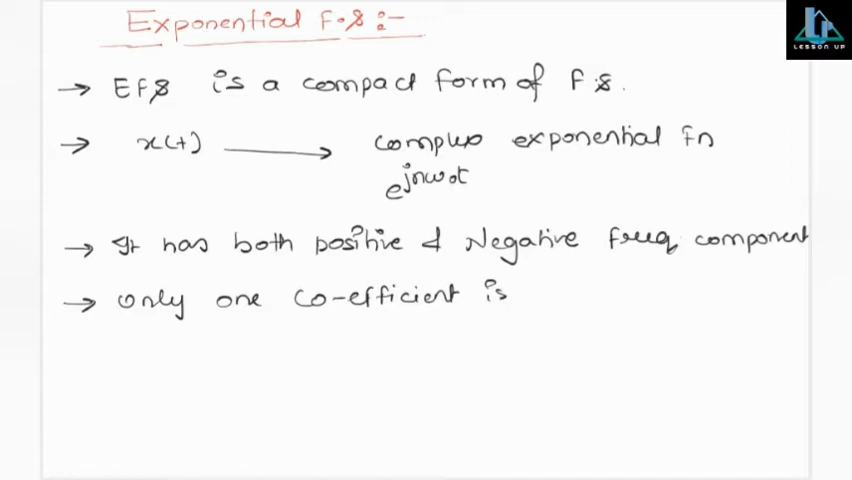 LESSON UP
Exponential F.S :-
→ EFS is a compact form of F.S.
→ x(t) ⟶ complex exponential fn
e^jnω0t
→ It has both positive & Negative freq component
→ only one co-efficient is